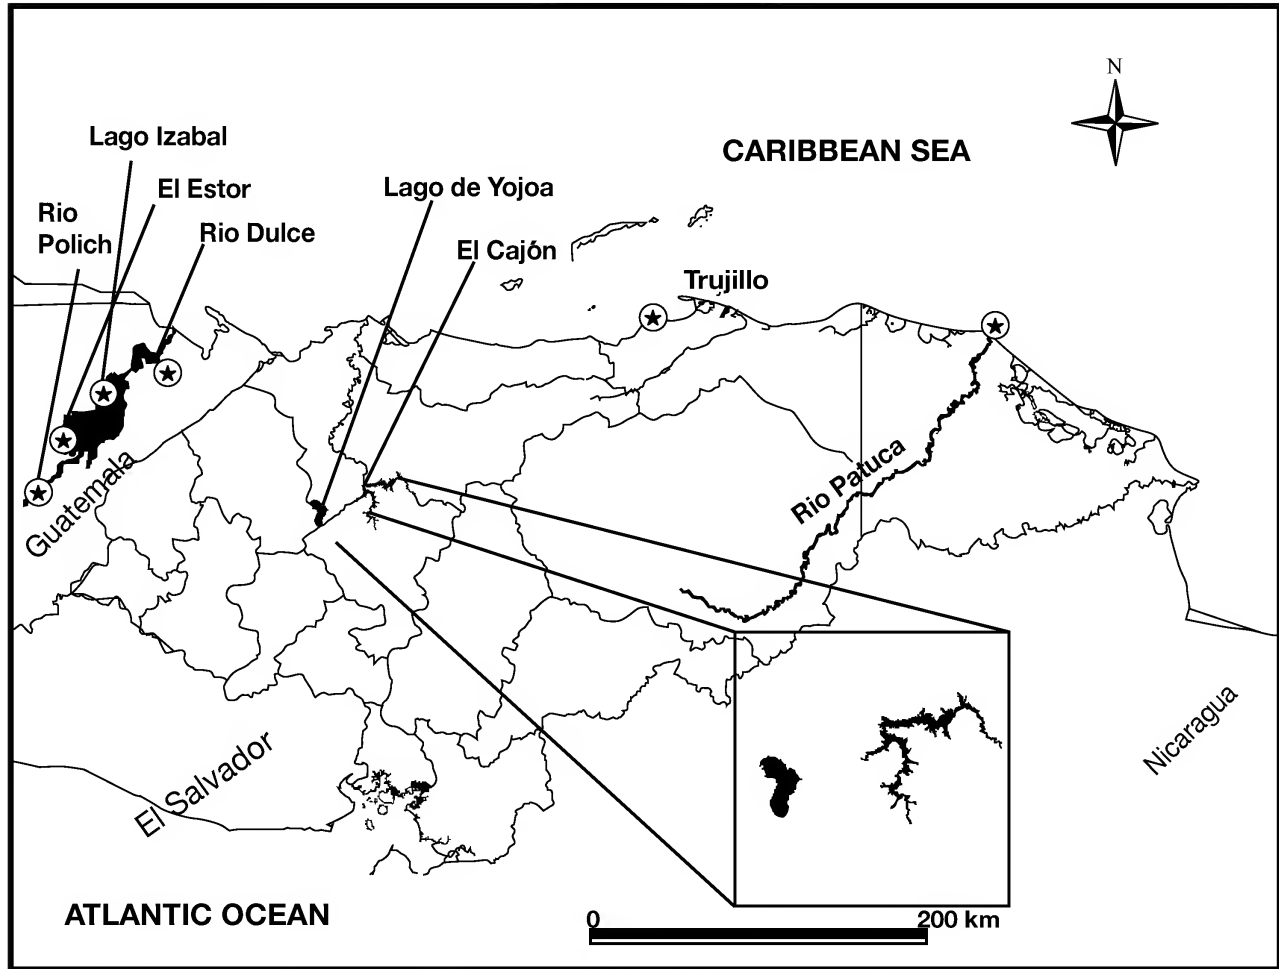 N
CARIBBEAN SEA
Lago Izabal
El Estor
Lago de Yojoa
Rio
Polich
Rio Dulce
El Cajón
Trujillo
Rio Patuca
Guatemala
Nicaragua
El Salvador
ATLANTIC OCEAN
0
200 km